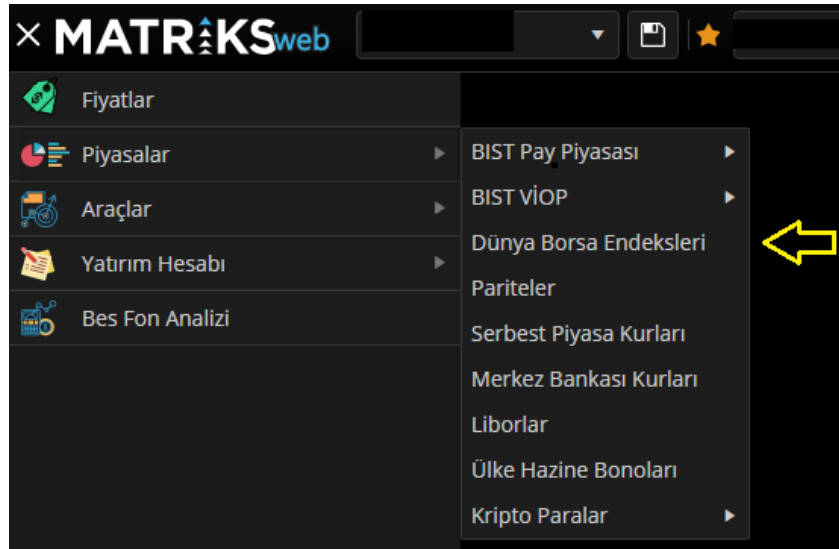 MATRİKSweb
Fiyatlar
Piyasalar
Araçlar
Yatırım Hesabı
Bes Fon Analizi
BIST Pay Piyasası
BIST VİOP
Dünya Borsa Endeksleri
Pariteler
Serbest Piyasa Kurları
Merkez Bankası Kurları
Liborlar
Ülke Hazine Bonoları
Kripto Paralar